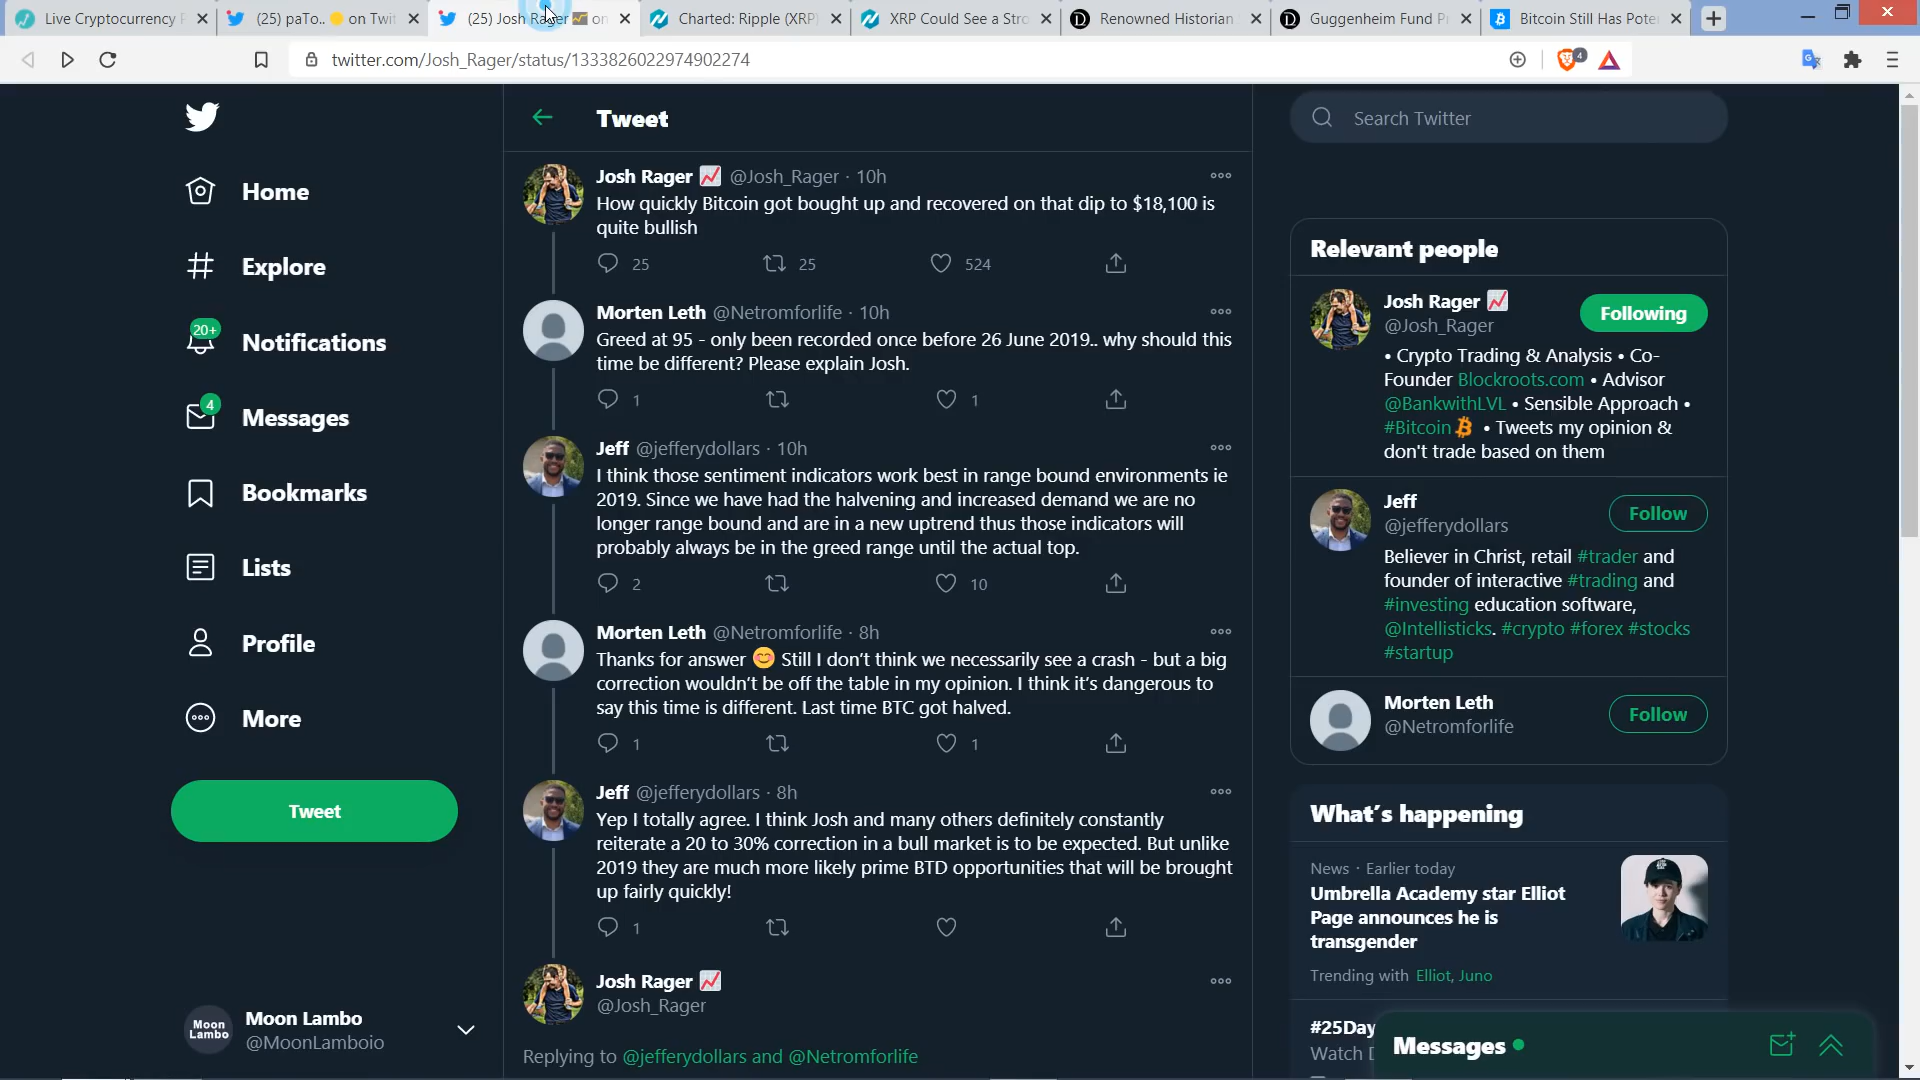 Live Cryptocurrency P
(25) paTo.. on Twit
(25) Josh Rager on
Charted: Ripple (XRP)
XRP Could See a Stro
Renowned Historian
Guggenheim Fund P
Bitcoin Still Has Pote
twitter.com/Josh_Rager/status/1333826022974902274
4
Home
Explore
20+
Notifications
4
Messages
Bookmarks
Lists
Profile
More
Tweet
Moon Lambo
Moon Lambo
@MoonLamboio
Tweet
Josh Rager 📈 @Josh_Rager · 10h
How quickly Bitcoin got bought up and recovered on that dip to $18,100 is
quite bullish
25 25 524
Morten Leth @Netromforlife · 10h
Greed at 95 - only been recorded once before 26 June 2019.. why should this
time be different? Please explain Josh.
1 1
Jeff @jefferydollars · 10h
I think those sentiment indicators work best in range bound environments ie
2019. Since we have had the halvening and increased demand we are no
longer range bound and are in a new uptrend thus those indicators will
probably always be in the greed range until the actual top.
2 10
Morten Leth @Netromforlife · 8h
Thanks for answer 😊 Still I don't think we necessarily see a crash - but a big
correction wouldn't be off the table in my opinion. I think it's dangerous to
say this time is different. Last time BTC got halved.
1 1
Jeff @jefferydollars · 8h
Yep I totally agree. I think Josh and many others definitely constantly
reiterate a 20 to 30% correction in a bull market is to be expected. But unlike
2019 they are much more likely prime BTD opportunities that will be brought
up fairly quickly!
1
Josh Rager 📈
@Josh_Rager
Replying to @jefferydollars and @Netromforlife
Search Twitter
Relevant people
Josh Rager 📈
@Josh_Rager
Following
• Crypto Trading & Analysis • Co-
Founder Blockroots.com • Advisor
@BankwithLVL • Sensible Approach •
#Bitcoin • Tweets my opinion &
don't trade based on them
Jeff
@jefferydollars
Follow
Believer in Christ, retail #trader and
founder of interactive #trading and
#investing education software,
@Intellisticks. #crypto #forex #stocks
#startup
Morten Leth
@Netromforlife
Follow
What's happening
News · Earlier today
Umbrella Academy star Elliot
Page announces he is
transgender
Trending with Elliot, Juno
#25Day
Watch D
Messages